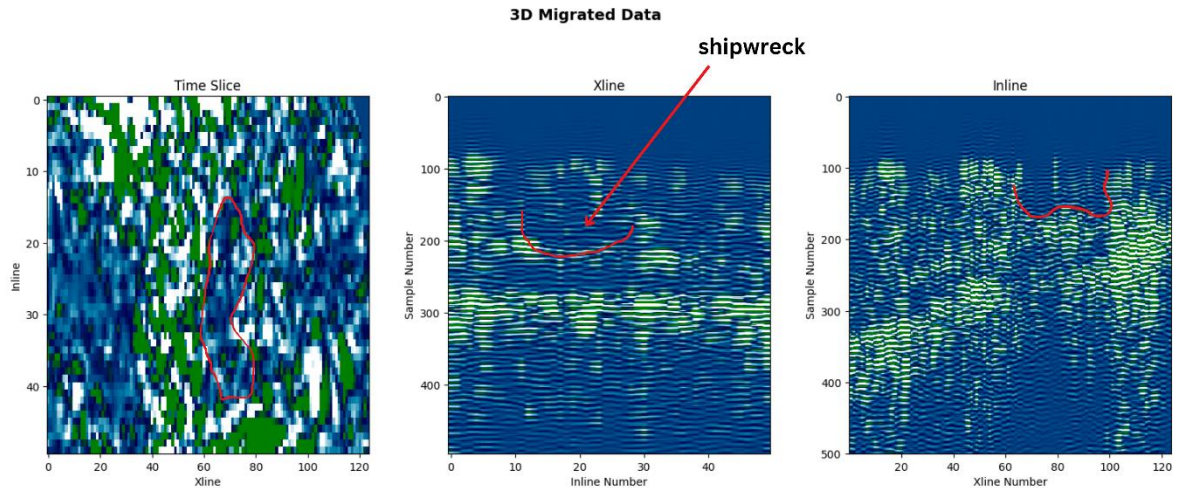 3D Migrated Data
shipwreck
Time Slice
0
10
20
30
40
Inline
0 20 40 60 80 100 120
Xline
Xline
0
100
200
300
400
Sample Number
0 10 20 30 40
Inline Number
Inline
0
100
200
300
400
500
Sample Number
20 40 60 80 100 120
Xline Number